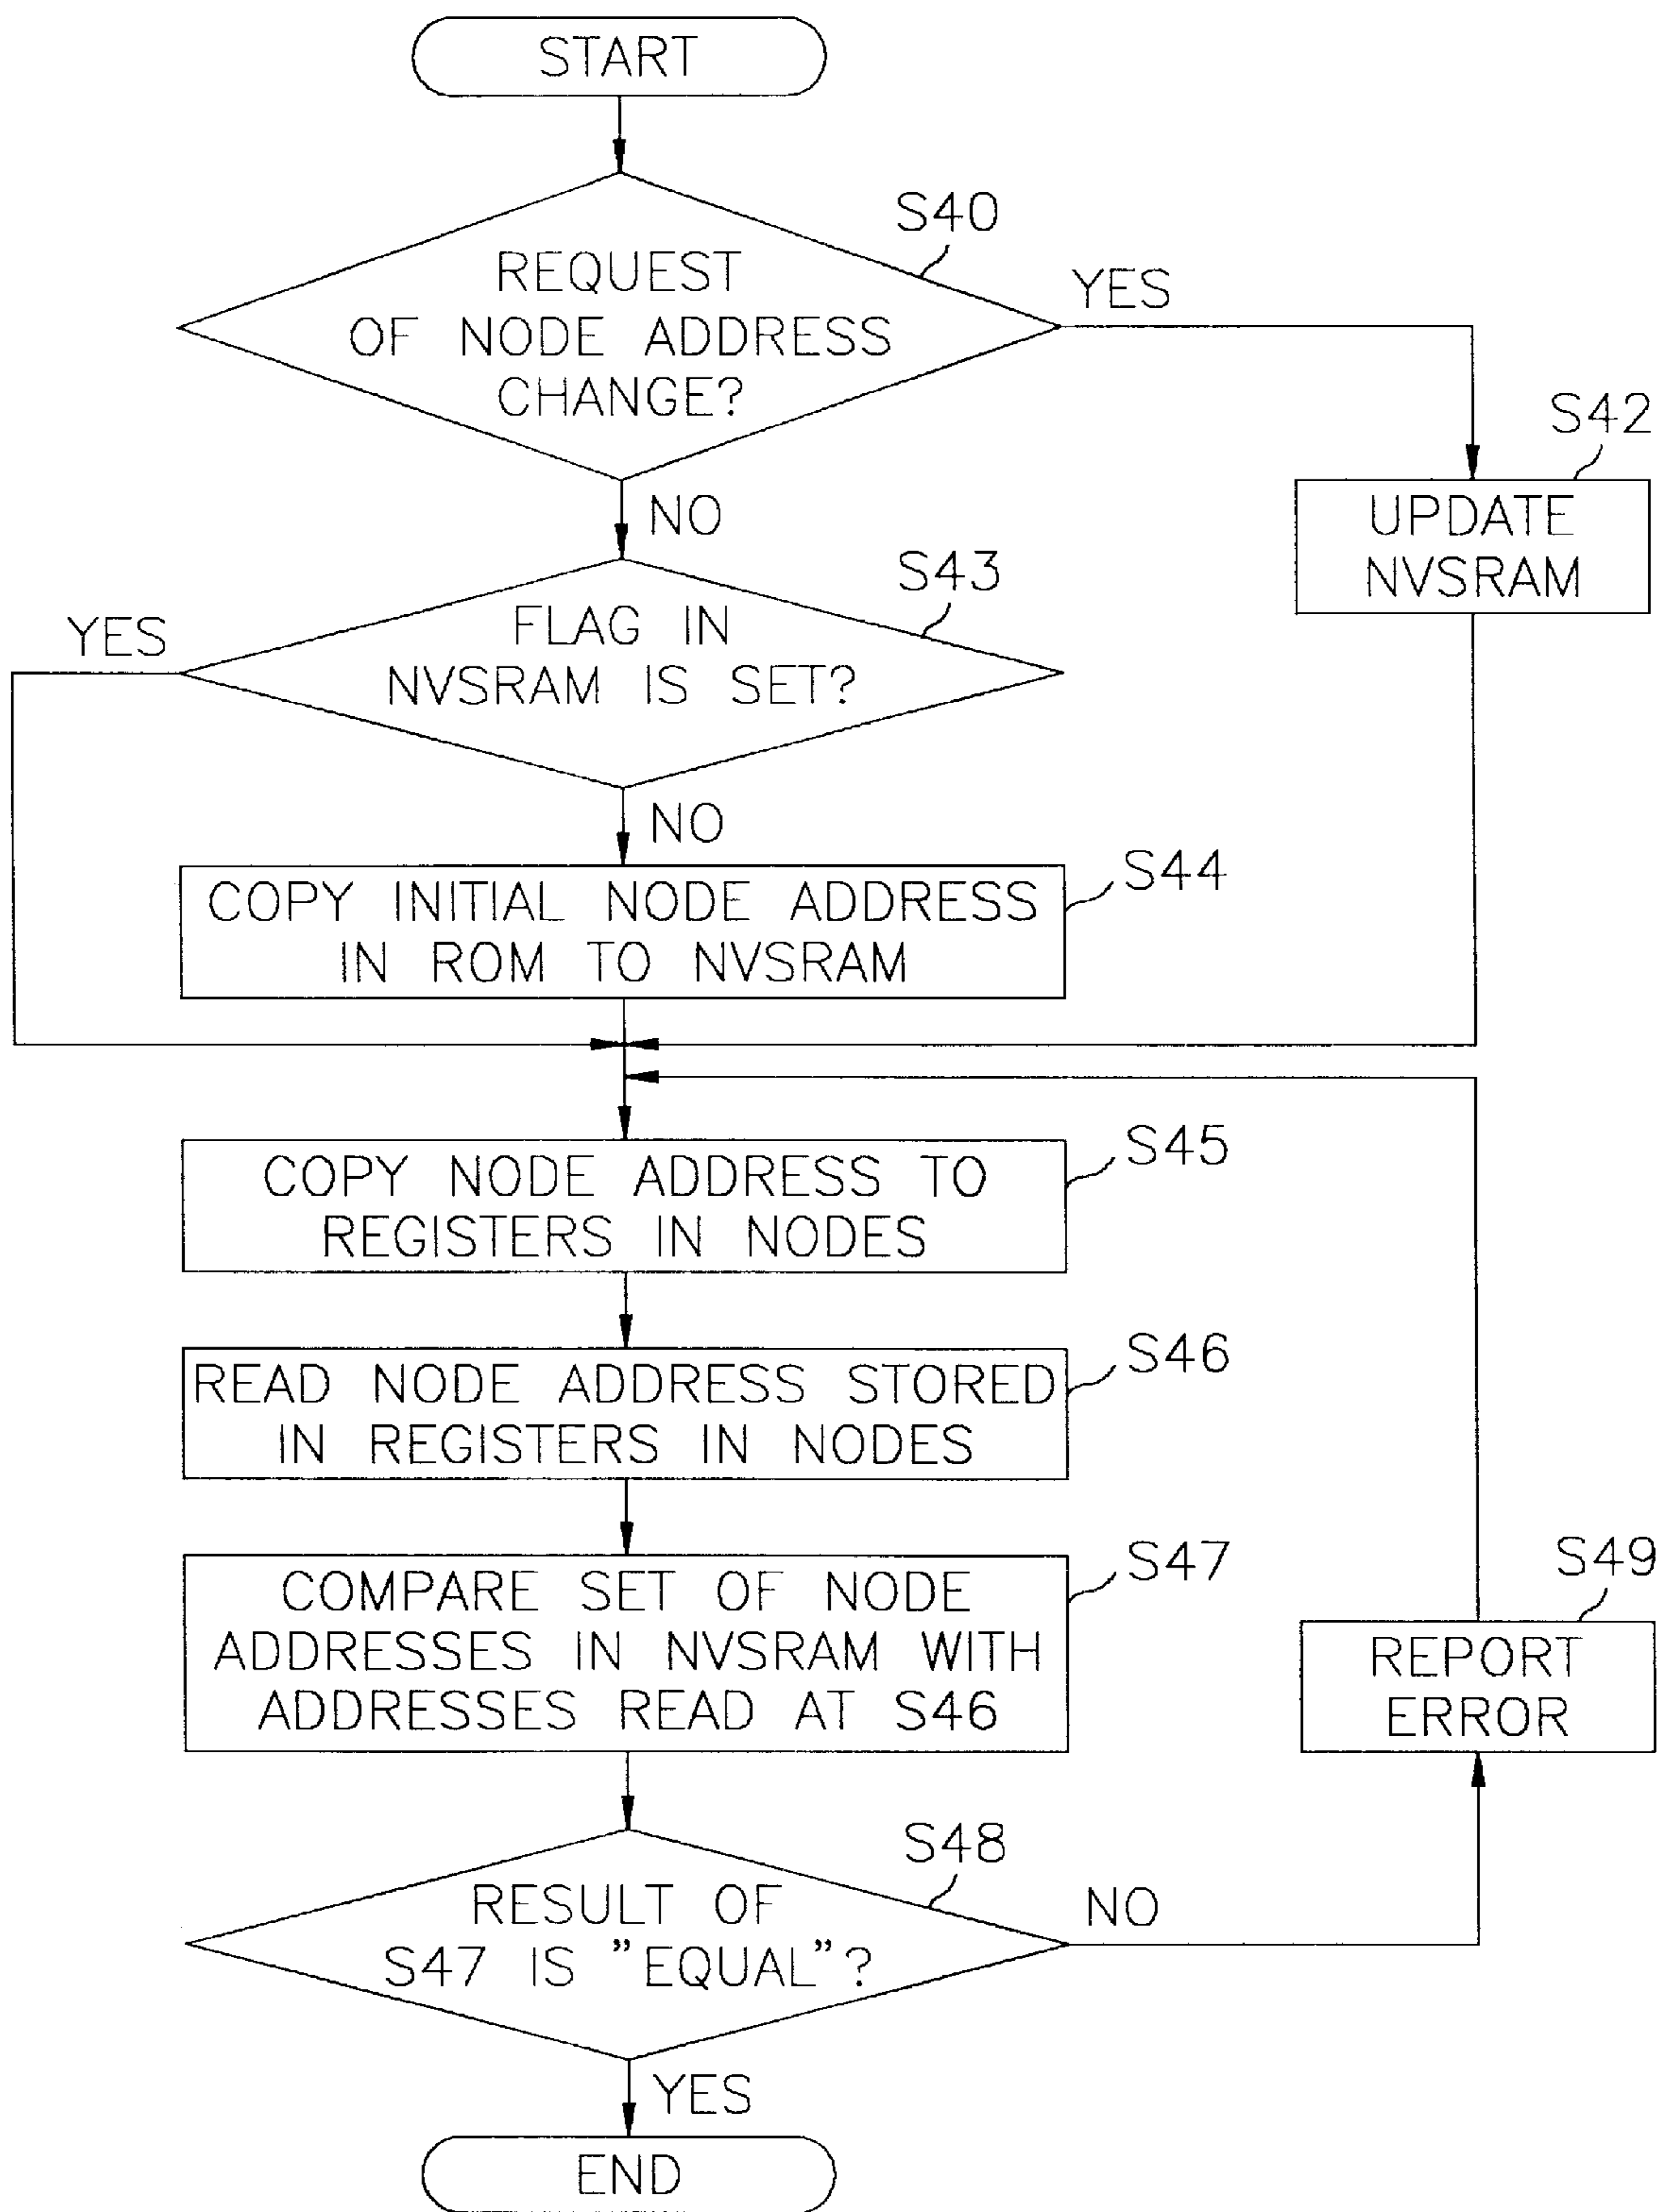 START
S40
REQUEST
OF NODE ADDRESS
CHANGE?
YES
S42
UPDATE
NVSRAM
NO
S43
FLAG IN
NVSRAM IS SET?
YES
NO
S44
COPY INITIAL NODE ADDRESS
IN ROM TO NVSRAM
S45
COPY NODE ADDRESS TO
REGISTERS IN NODES
S46
READ NODE ADDRESS STORED
IN REGISTERS IN NODES
S47
COMPARE SET OF NODE
ADDRESSES IN NVSRAM WITH
ADDRESSES READ AT S46
S49
REPORT
ERROR
S48
RESULT OF
S47 IS ”EQUAL”?
NO
YES
END